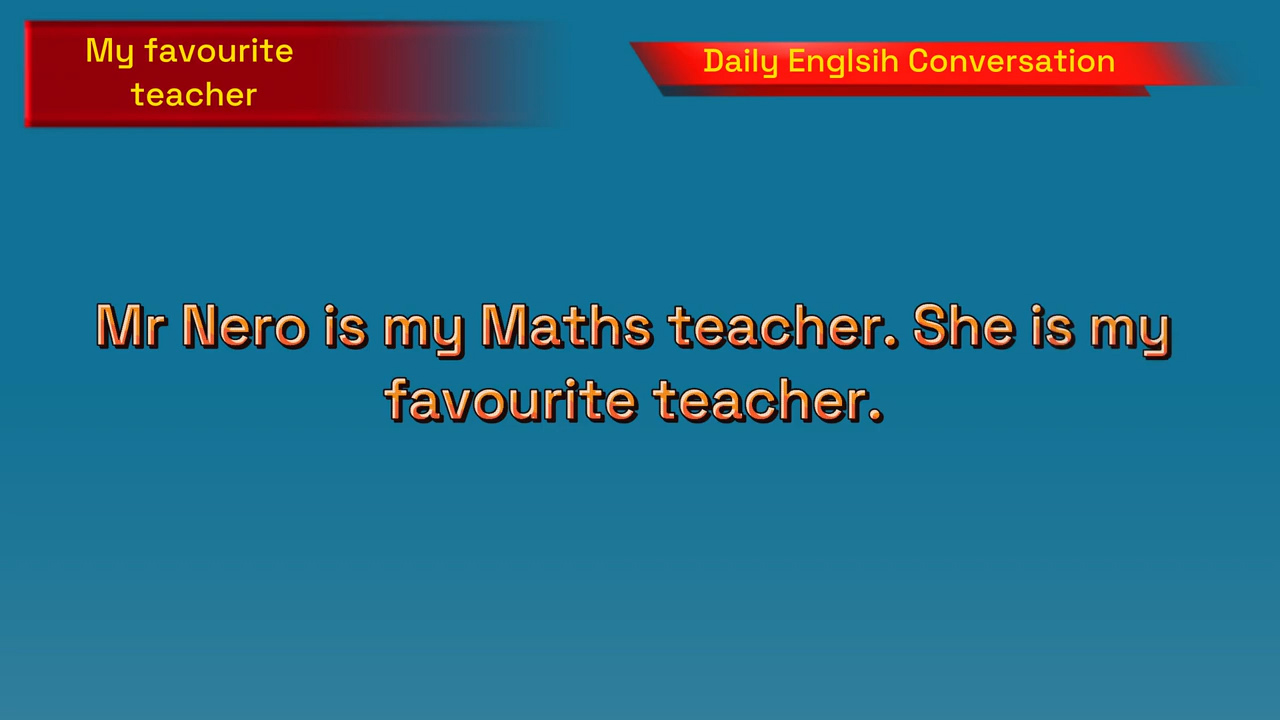 My favourite
teacher
Daily Englsih Conversation
Mr Nero is my Maths teacher. She is my
favourite teacher.